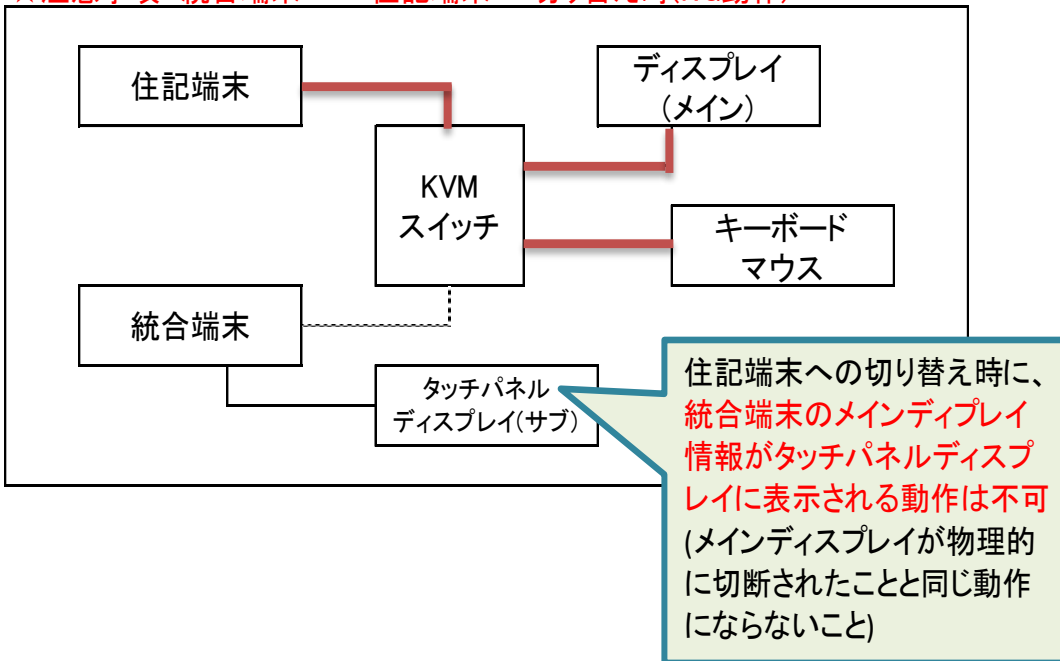 住記端末
ディスプレイ
(メイン)
KVM
スイッチ
キーボード
マウス
統合端末
タッチパネル
ディスプレイ(サブ)
住記端末への切り替え時に、
統合端末のメインディプレイ
情報がタッチパネルディスプ
レイに表示される動作は不可
(メインディスプレイが物理的
に切断されたことと同じ動作
にならないこと)